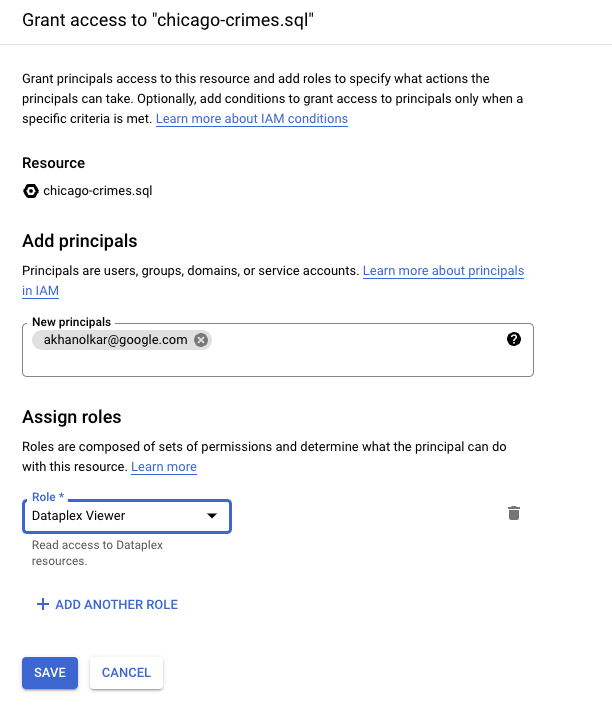 Grant access to "chicago-crimes.sql"
Grant principals access to this resource and add roles to specify what actions the
principals can take. Optionally, add conditions to grant access to principals only when a
specific criteria is met. Learn more about IAM conditions
Resource
chicago-crimes.sql
Add principals
Principals are users, groups, domains, or service accounts. Learn more about principals
in IAM
New principals
akhanolkar@google.com
Assign roles
Roles are composed of sets of permissions and determine what the principal can do
with this resource. Learn more
Role *
Dataplex Viewer
Read access to Dataplex
resources.
ADD ANOTHER ROLE
SAVE CANCEL